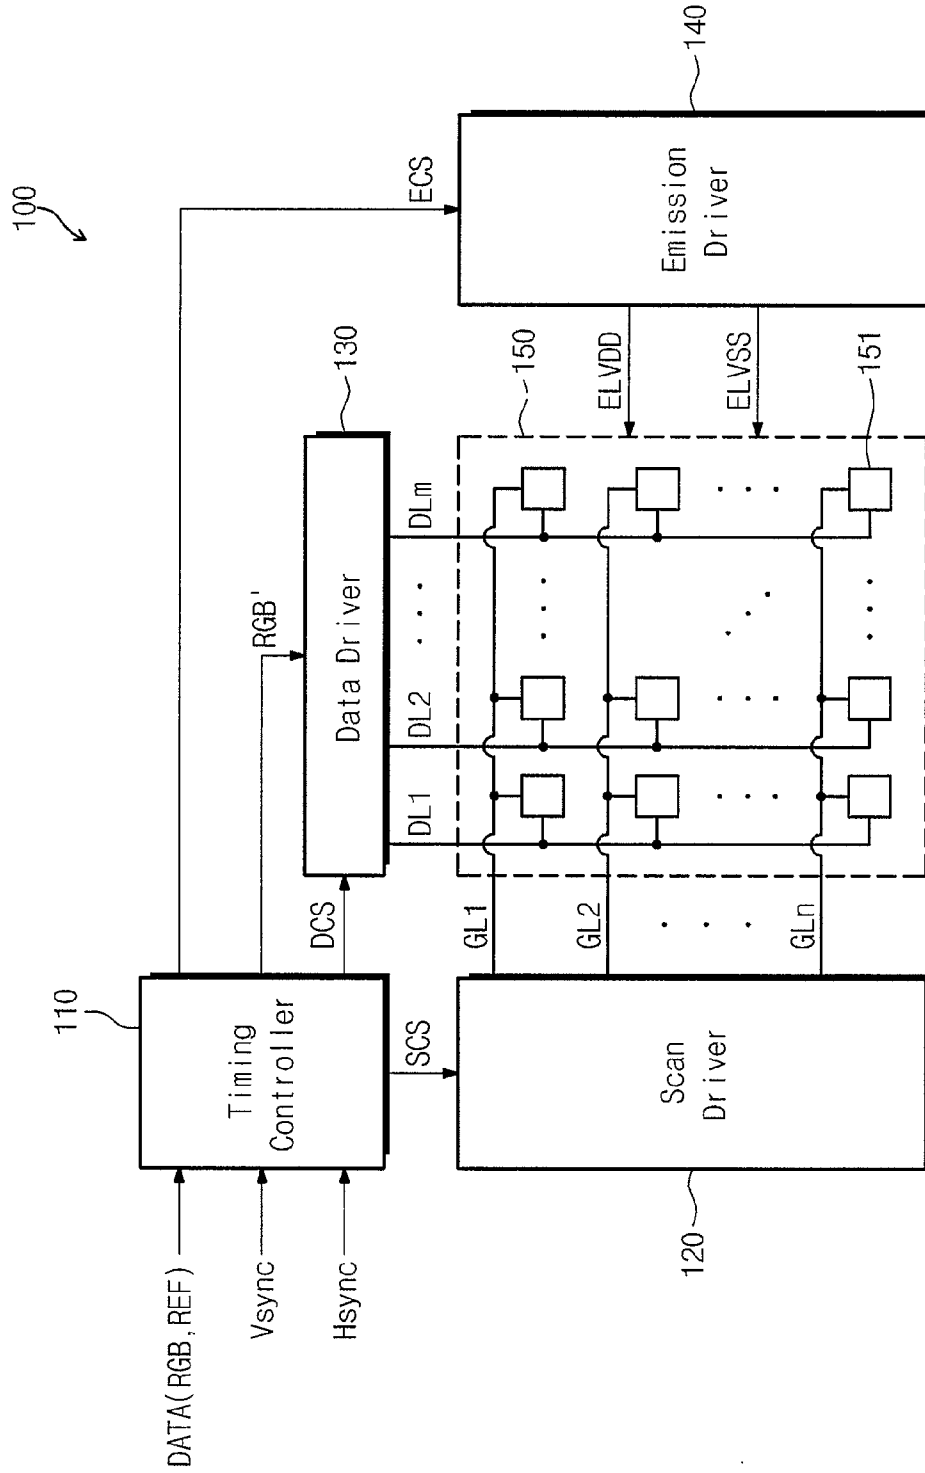 100
110
DATA(RGB,REF)
Vsync
Hsync
Timing
Controller
ECS
RGB'
DCS
SCS
130
Data Driver
140
Emission
Driver
DL1
DL2
. . .
DLm
150
ELVDD
ELVSS
151
GL1
GL2
. . .
GLn
Scan
Driver
120